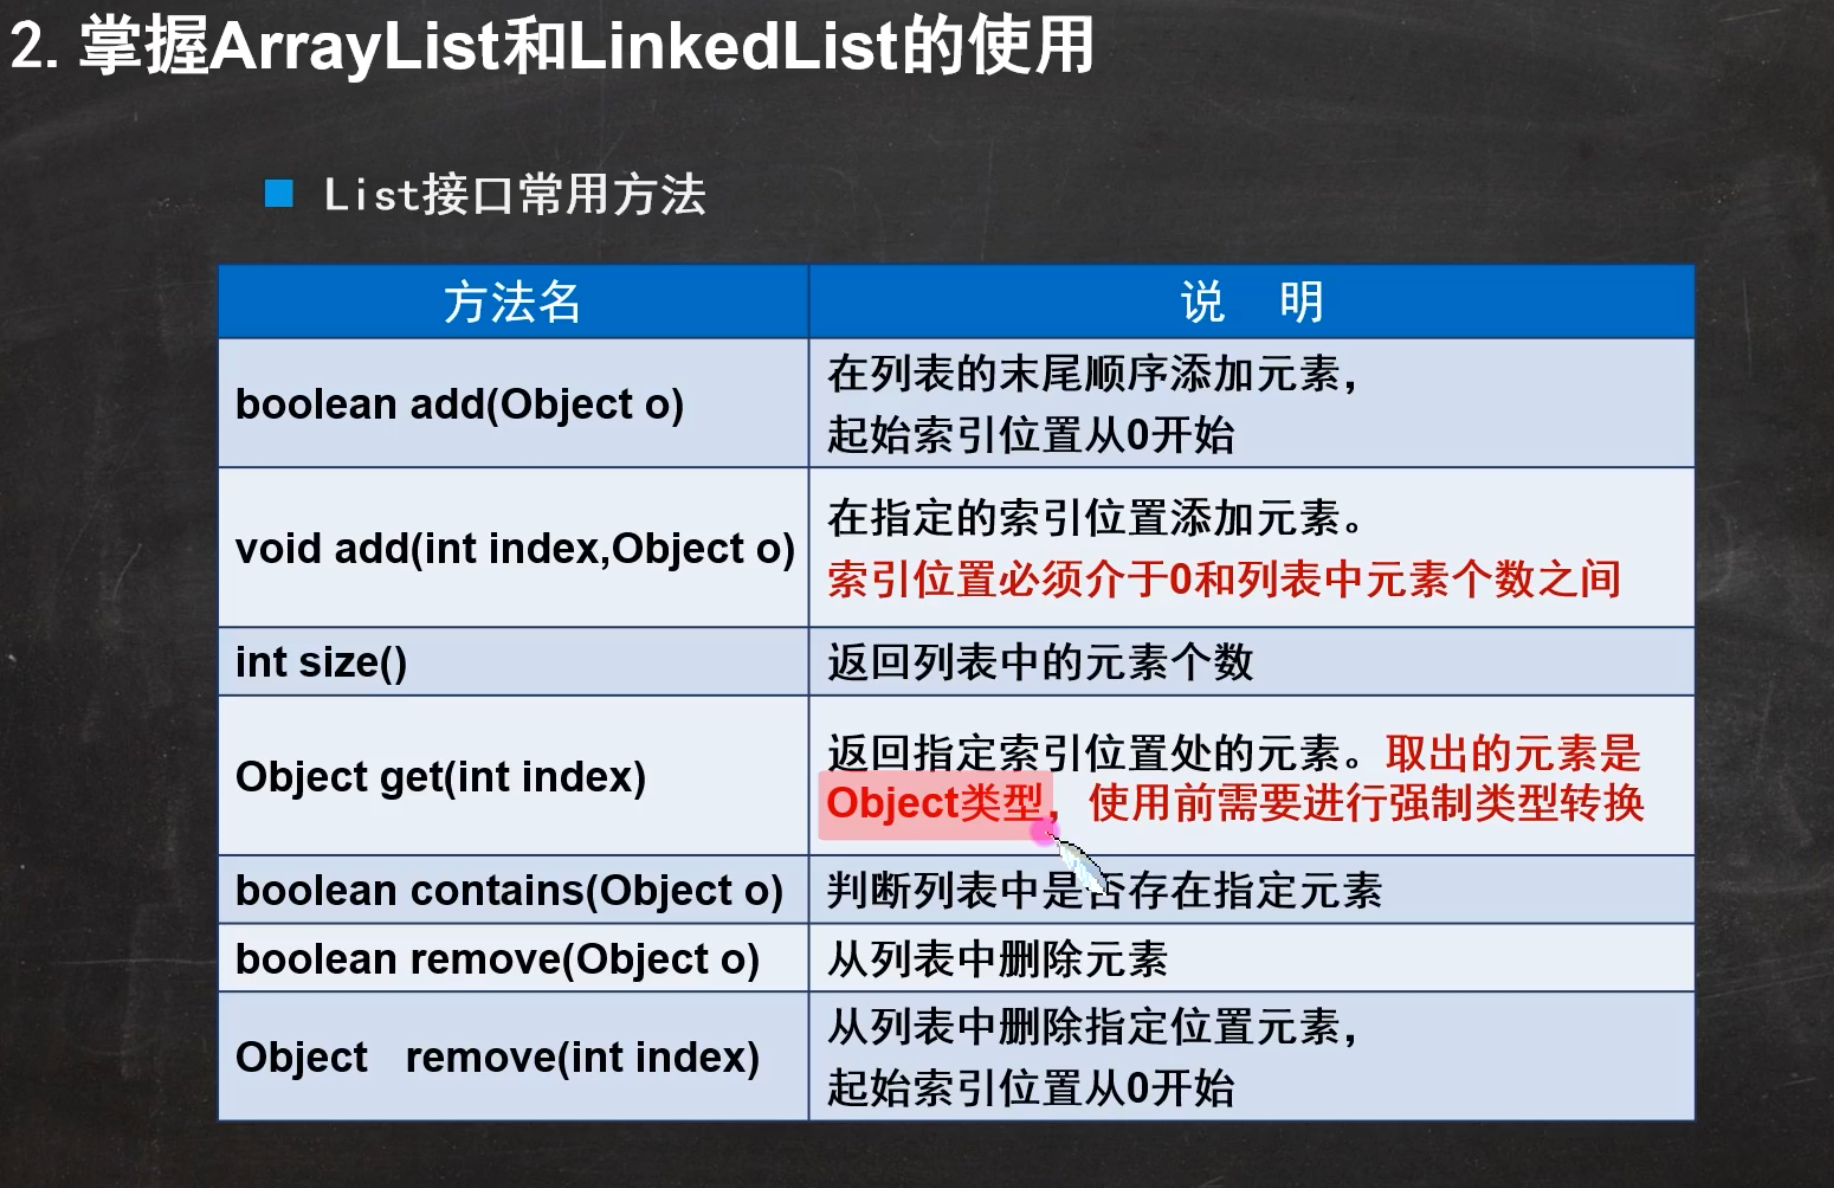 2. 掌握ArrayList和LinkedList的使用
List接口常用方法
方法名
说 明
boolean add(Object o)
在列表的末尾顺序添加元素，
起始索引位置从0开始
void add(int index,Object o)
在指定的索引位置添加元素。
索引位置必须介于0和列表中元素个数之间
int size()
返回列表中的元素个数
Object get(int index)
返回指定索引位置处的元素。取出的元素是
Object类型，使用前需要进行强制类型转换
boolean contains(Object o)
判断列表中是否存在指定元素
boolean remove(Object o)
从列表中删除元素
Object remove(int index)
从列表中删除指定位置元素，
起始索引位置从0开始